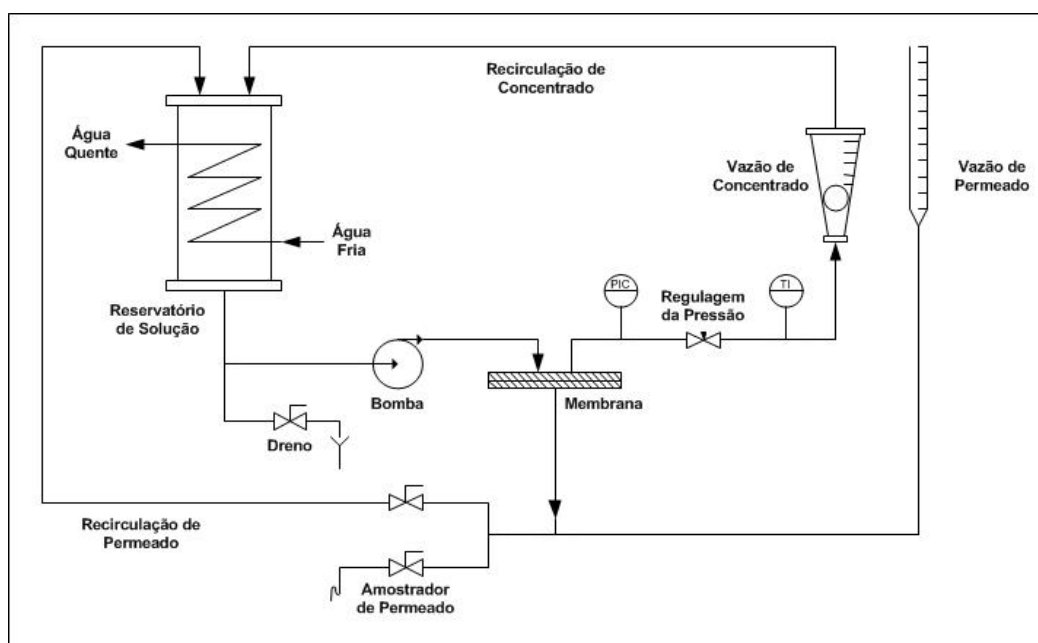 Recirculação de
Concentrado
Água
Quente
Vazão de
Concentrado
Vazão de
Permeado
Água
Fria
Reservatório
de Solução
PIC
Regulagem
da Pressão
TI
Bomba
Membrana
Dreno
Recirculação de
Permeado
Amostrador
de Permeado